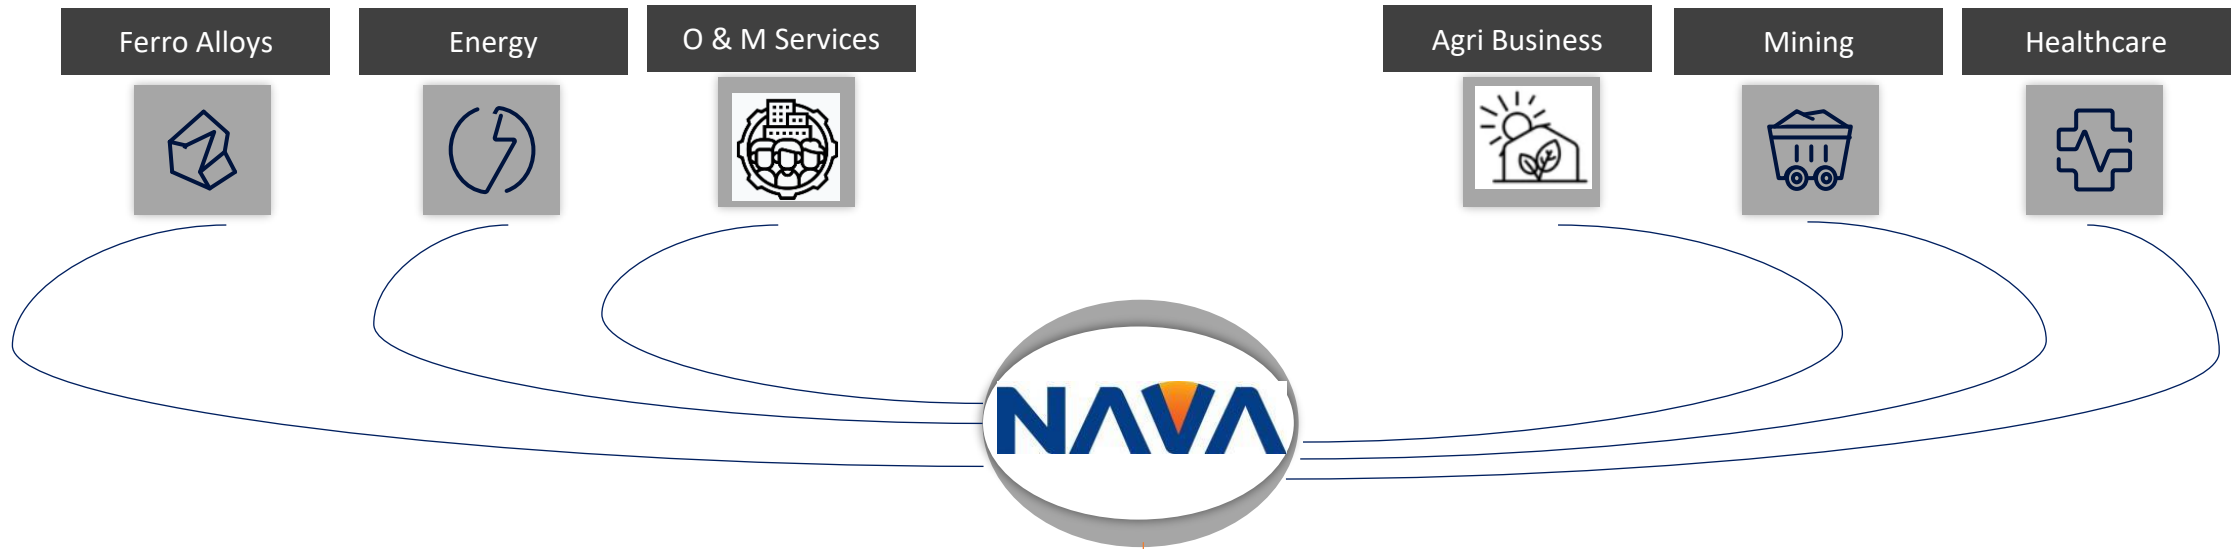 Ferro Alloys
Energy
O & M Services
Agri Business
Mining
Healthcare
NAVA